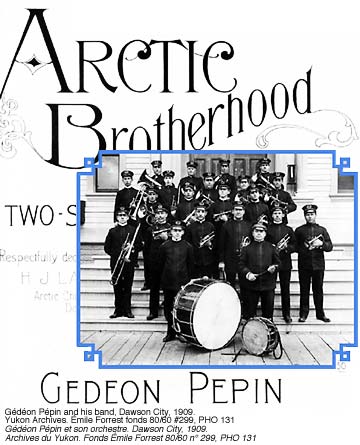 ARCTIC
Brotherhood
TWO-S
Respectfully de
H J LA
Arctic
GEDEON PEPIN
Gédéon Pépin and his band, Dawson City, 1909.
Yukon Archives. Émile Forrest fonds 80/60 #299, PHO 131
Gédéon Pépin et son orchestre. Dawson City, 1909.
Archives du Yukon. Fonds Émile Forrest 80/60 n° 299, PHO 131